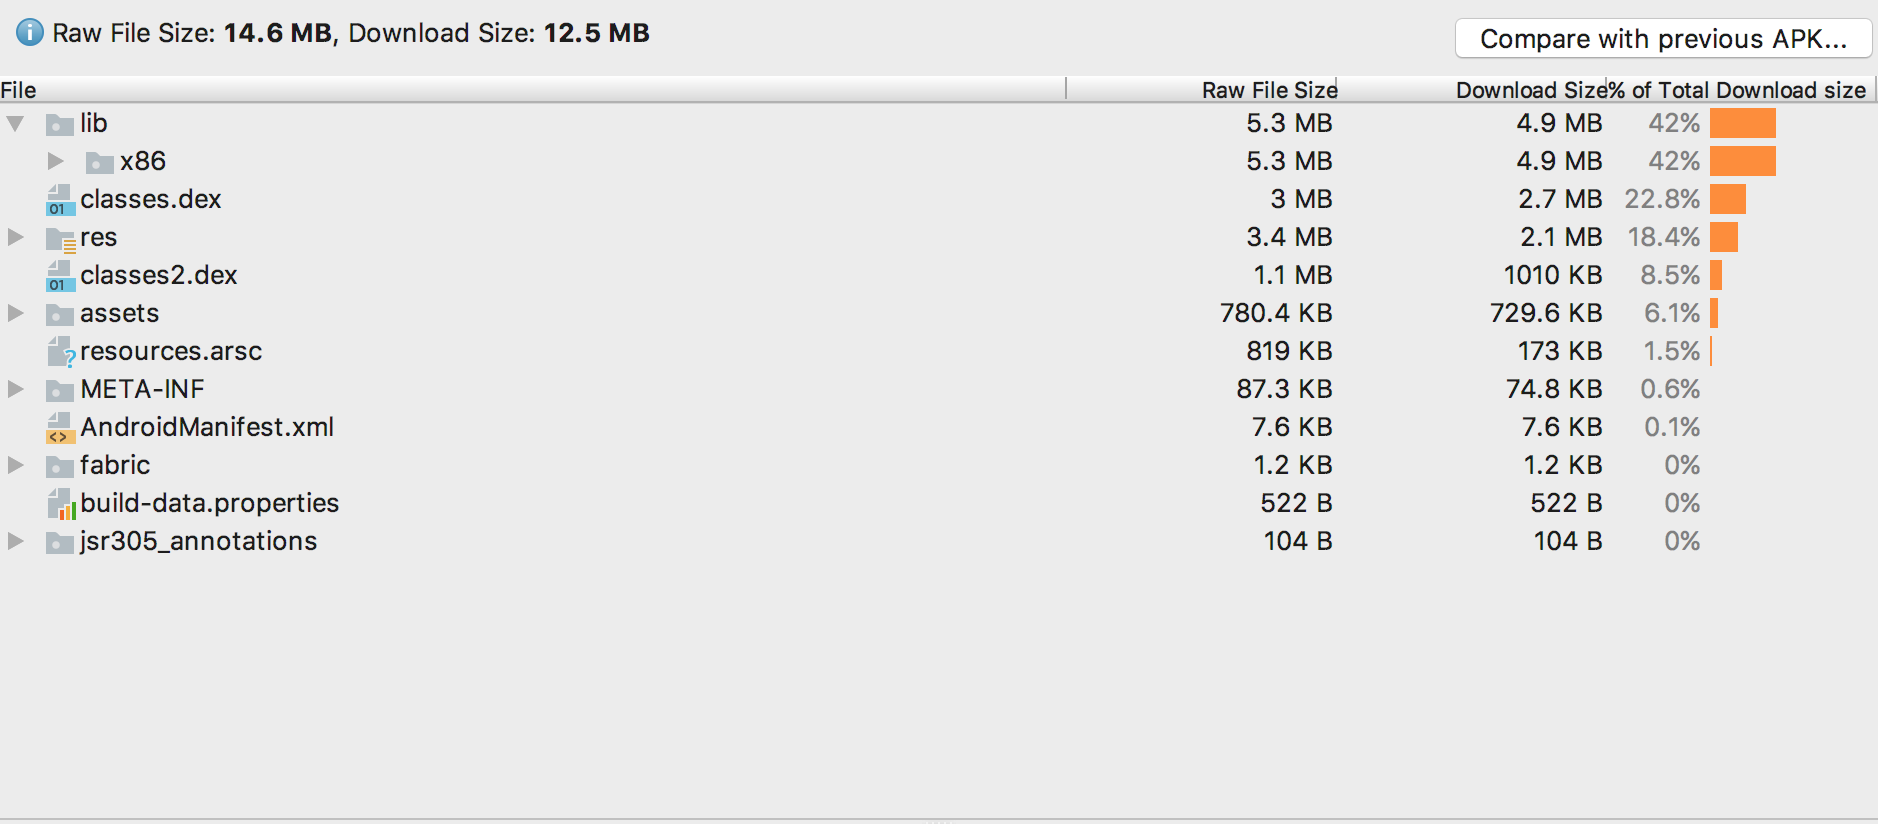 Raw File Size: 14.6 MB, Download Size: 12.5 MB
Compare with previous APK...
File Raw File Size Download Size % of Total Download size
lib 5.3 MB 4.9 MB 42%
x86 5.3 MB 4.9 MB 42%
01 classes.dex 3 MB 2.7 MB 22.8%
res 3.4 MB 2.1 MB 18.4%
01 classes2.dex 1.1 MB 1010 KB 8.5%
assets 780.4 KB 729.6 KB 6.1%
resources.arsc 819 KB 173 KB 1.5%
META-INF 87.3 KB 74.8 KB 0.6%
AndroidManifest.xml 7.6 KB 7.6 KB 0.1%
fabric 1.2 KB 1.2 KB 0%
build-data.properties 522 B 522 B 0%
jsr305_annotations 104 B 104 B 0%